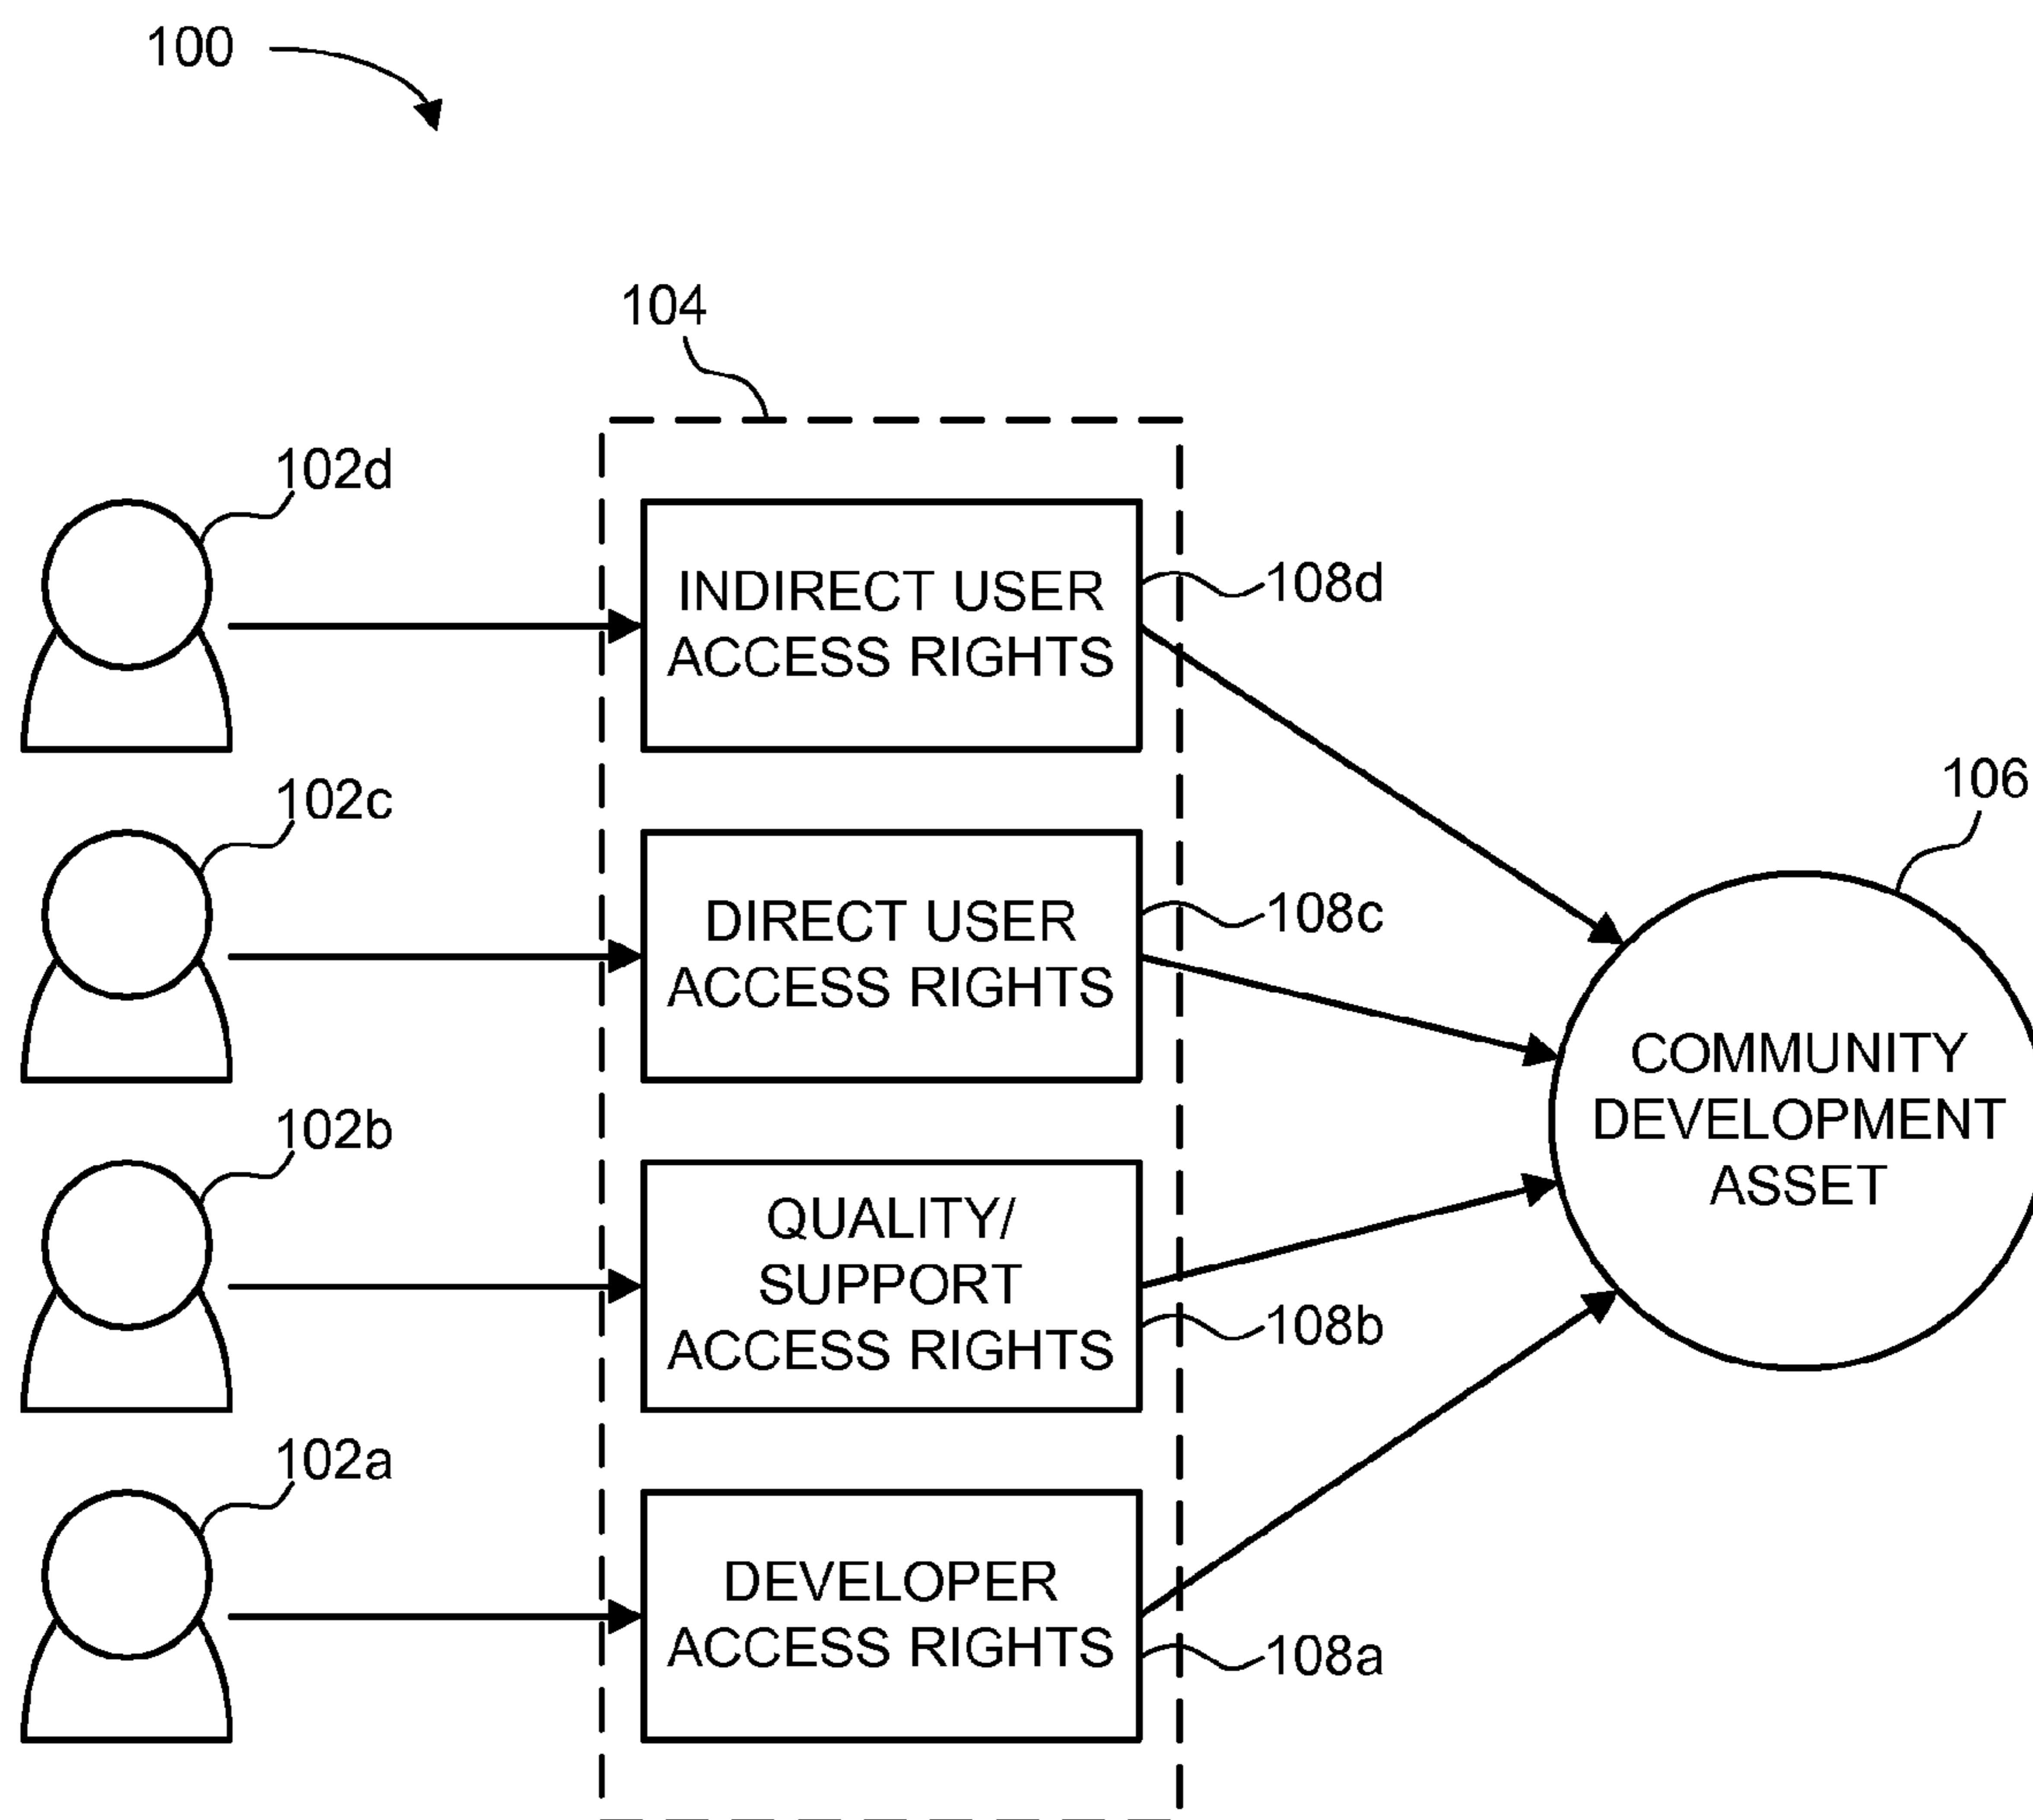 100
104
102d
INDIRECT USER
ACCESS RIGHTS
108d
102c
106
DIRECT USER
ACCESS RIGHTS
108c
COMMUNITY
DEVELOPMENT
ASSET
102b
QUALITY/
SUPPORT
ACCESS RIGHTS
108b
102a
DEVELOPER
ACCESS RIGHTS
108a